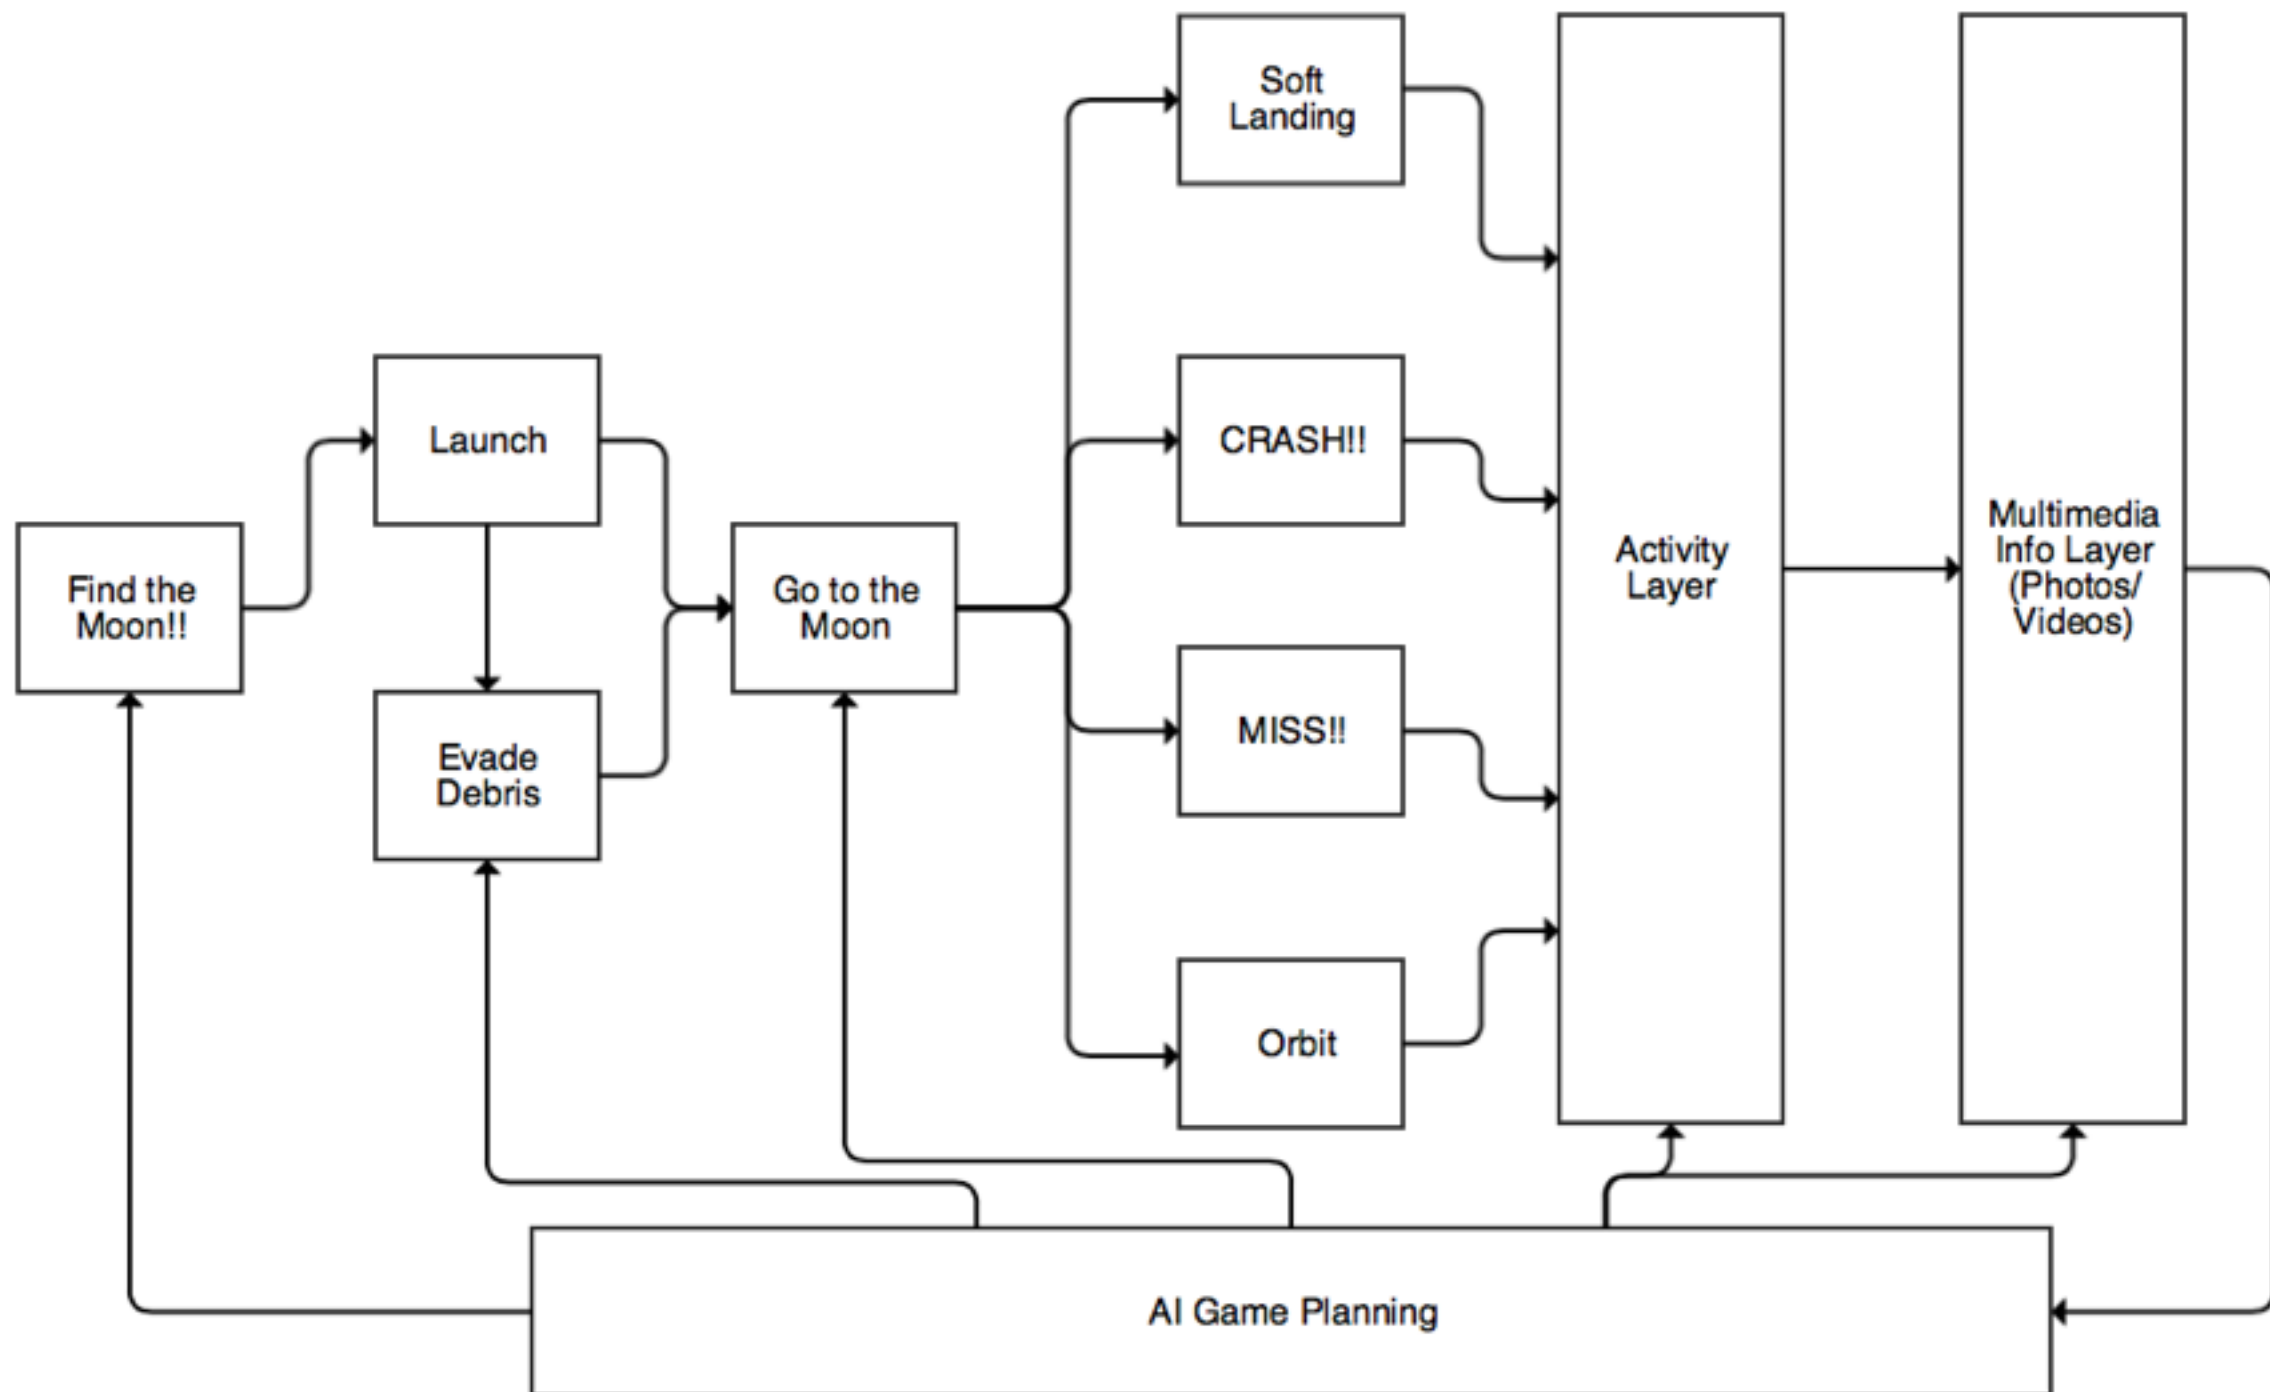 Soft
Landing
Launch
CRASH!!
Find the
Moon!!
Go to the
Moon
Activity
Layer
Multimedia
Info Layer
(Photos/
Videos)
Evade
Debris
MISS!!
Orbit
AI Game Planning